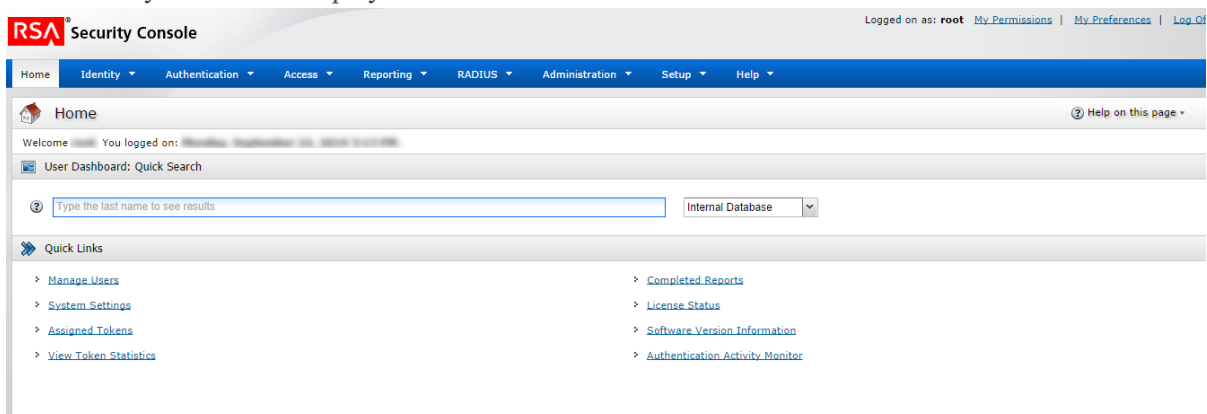 RSA Security Console
Logged on as: root My Permissions | My Preferences | Log Of
Home Identity Authentication Access Reporting RADIUS Administration Setup Help
Home
Help on this page
Welcome You logged on:
User Dashboard: Quick Search
Type the last name to see results
Internal Database
Quick Links
Manage Users
System Settings
Assigned Tokens
View Token Statistics
Completed Reports
License Status
Software Version Information
Authentication Activity Monitor